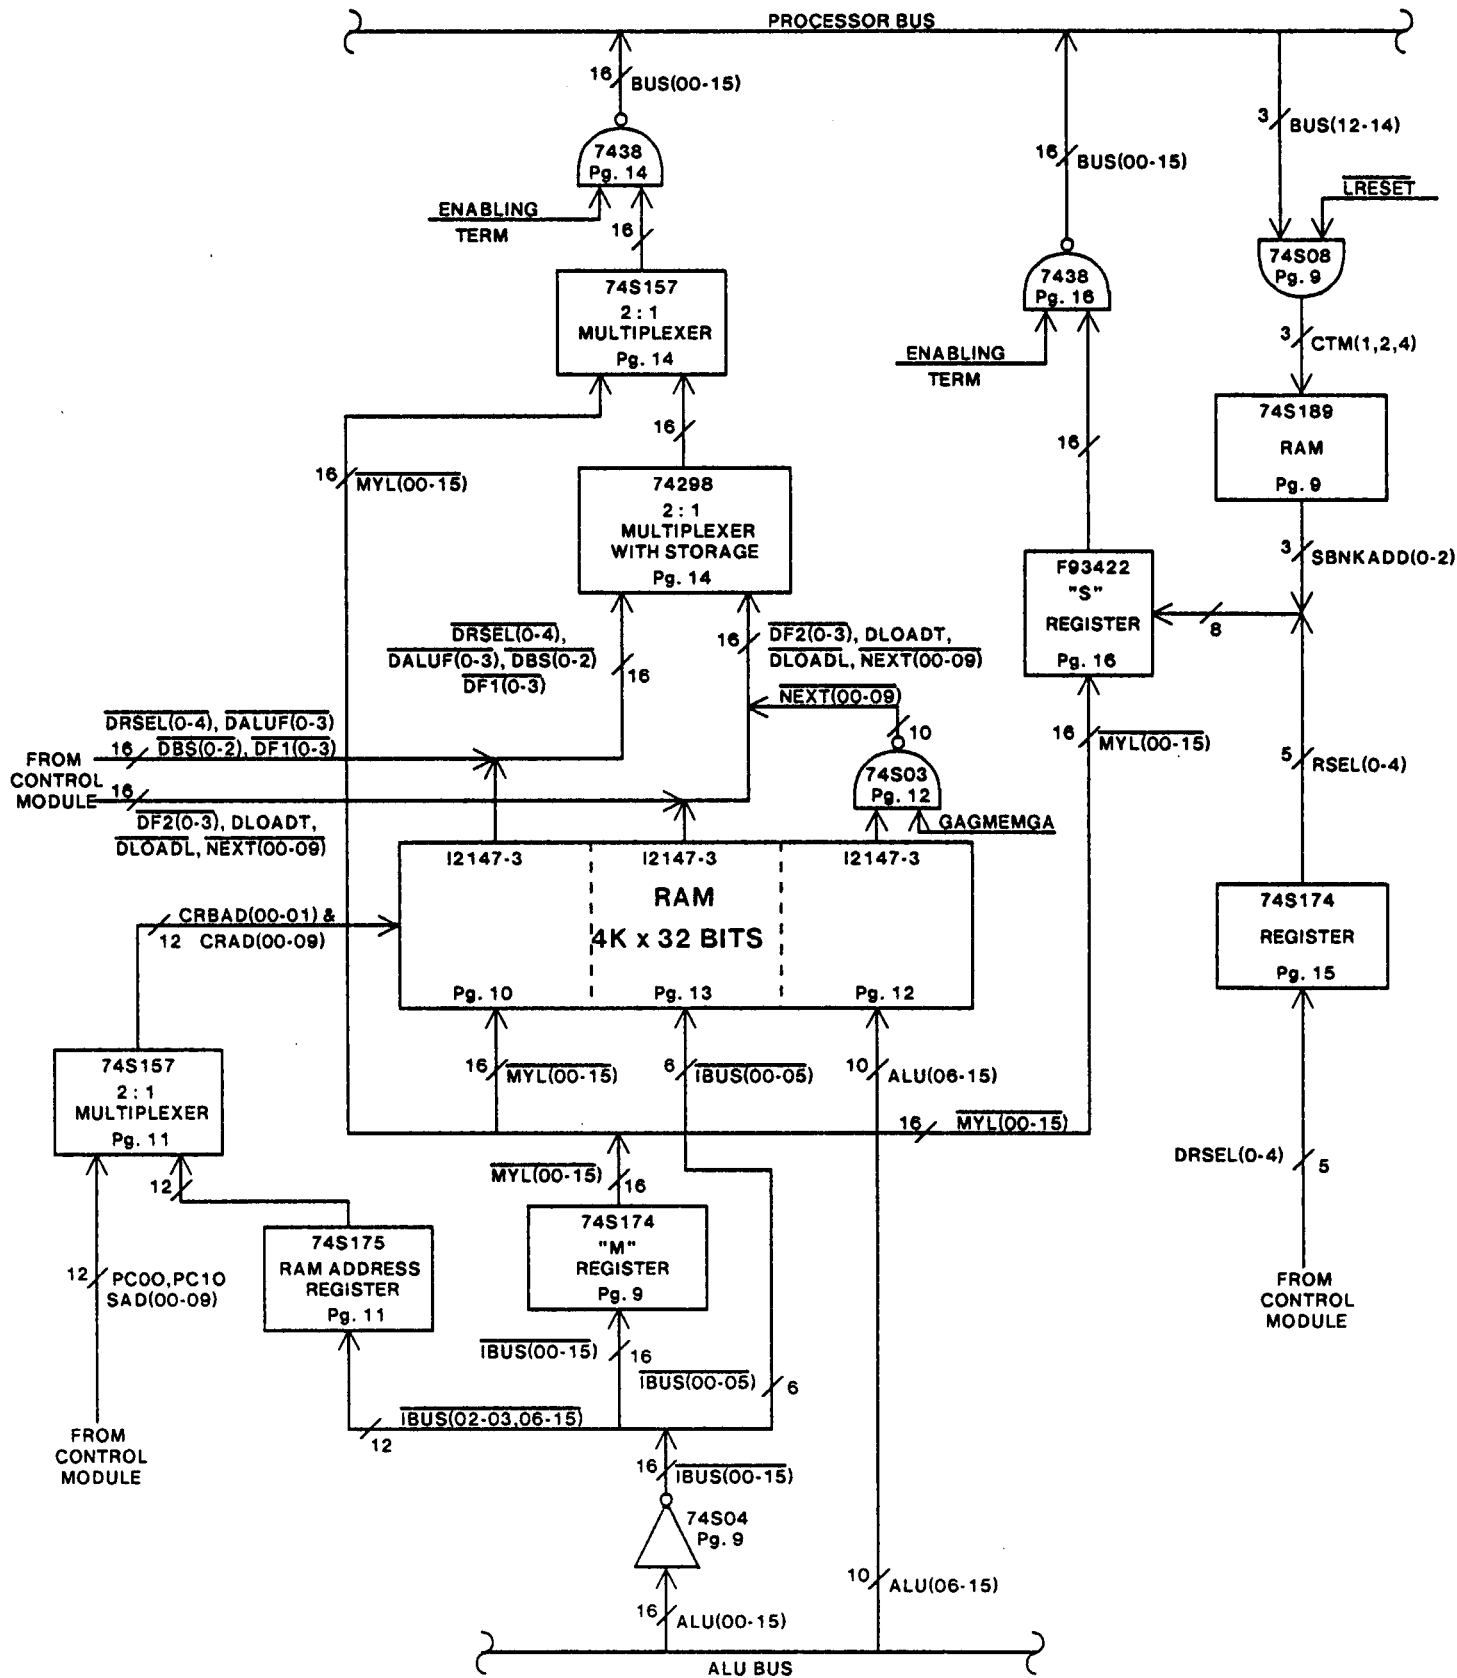 PROCESSOR BUS
16 BUS(00-15)
3 BUS(12-14)
7438
Pg. 14
16 BUS(00-15)
LRESET
ENABLING
TERM
16
74S08
Pg. 9
7438
Pg. 16
74S157
2 : 1
MULTIPLEXER
Pg. 14
3 CTM(1,2,4)
ENABLING
TERM
74S189
RAM
Pg. 9
16
16
16 MYL(00-15)
74298
2 : 1
MULTIPLEXER
WITH STORAGE
Pg. 14
3 SBNKADD(0-2)
F93422
"S"
REGISTER
Pg. 16
8
DRSEL(0-4),
DALUF(0-3), DBS(0-2)
DF1(0-3)
16
16 DF2(0-3), DLOADT,
DLOADL, NEXT(00-09)
NEXT(00-09)
10
DRSEL(0-4), DALUF(0-3)
16 DBS(0-2), DF1(0-3)
FROM
CONTROL
MODULE
16
DF2(0-3), DLOADT,
DLOADL, NEXT(00-09)
74S03
Pg. 12
GAGMEMGA
16 MYL(00-15)
5 RSEL(0-4)
I2147-3
I2147-3
I2147-3
RAM
4K x 32 BITS
Pg. 10
Pg. 13
Pg. 12
CRBAD(00-01) &
12 CRAD(00-09)
74S174
REGISTER
Pg. 15
74S157
2 : 1
MULTIPLEXER
Pg. 11
16 MYL(00-15)
6 IBUS(00-05)
10 ALU(06-15)
16 MYL(00-15)
DRSEL(0-4) 5
12
MYL(00-15) 16
74S175
RAM ADDRESS
REGISTER
Pg. 11
74S174
"M"
REGISTER
Pg. 9
12 PC00,PC10
SAD(00-09)
FROM
CONTROL
MODULE
IBUS(00-15) 16
IBUS(00-05) 6
IBUS(02-03,06-15)
12
FROM
CONTROL
MODULE
16 IBUS(00-15)
74S04
Pg. 9
10 ALU(06-15)
16 ALU(00-15)
ALU BUS